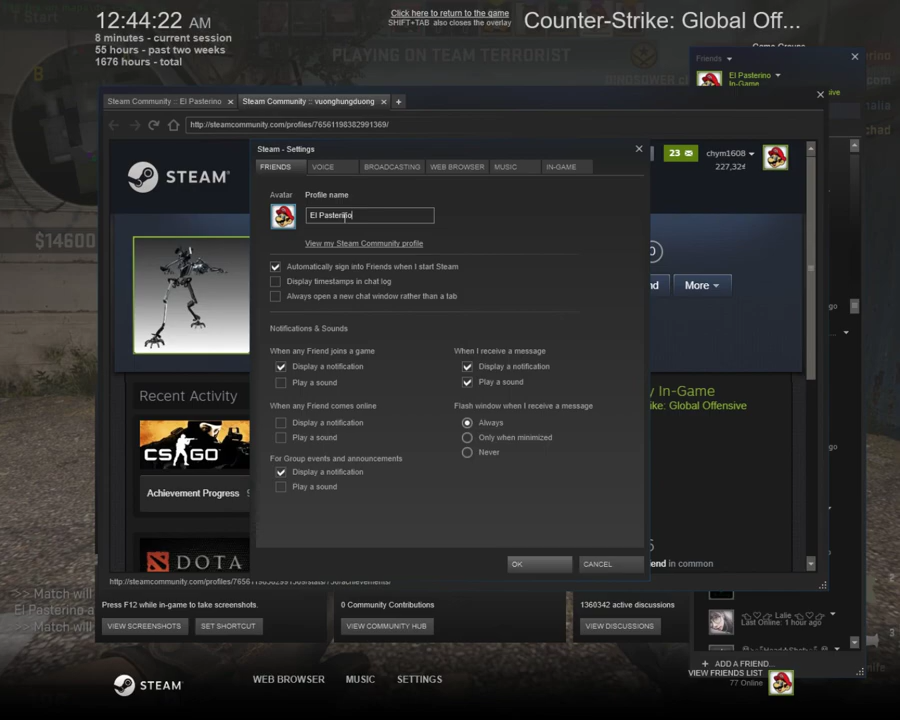 12:44:22 AM
8 minutes - current session
55 hours - past two weeks
1676 hours - total
Click here to return to the game
SHIFT+TAB also closes the overlay
Counter-Strike: Global Off...
PLAYING ON TEAM TERRORIST
Friends
El Pasterino
In-Game
Steam Community :: El Pasterino
Steam Community :: vuonghungduong
http://steamcommunity.com/profiles/76561198382991369/
STEAM
23
chym1608
227,32₫
$14600
More
Steam - Settings
FRIENDS
VOICE
BROADCASTING
WEB BROWSER
MUSIC
IN-GAME
Avatar
Profile name
El Pasterino
View my Steam Community profile
Automatically sign into Friends when I start Steam
Display timestamps in chat log
Always open a new chat window rather than a tab
Notifications & Sounds
When any Friend joins a game
Display a notification
Play a sound
When I receive a message
Display a notification
Play a sound
When any Friend comes online
Display a notification
Play a sound
Flash window when I receive a message
Always
Only when minimized
Never
For Group events and announcements
Display a notification
Play a sound
OK
CANCEL
Recent Activity
CS:GO
Achievement Progress
DOTA
y In-Game
ike: Global Offensive
end in common
>> Match will
El Pasterino
>> Match will
Press F12 while in-game to take screenshots.
VIEW SCREENSHOTS
SET SHORTCUT
0 Community Contributions
VIEW COMMUNITY HUB
1360342 active discussions
VIEW DISCUSSIONS
Lalie
Last Online: 1 hour ago
+ ADD A FRIEND...
VIEW FRIENDS LIST
77 Online
STEAM
WEB BROWSER
MUSIC
SETTINGS